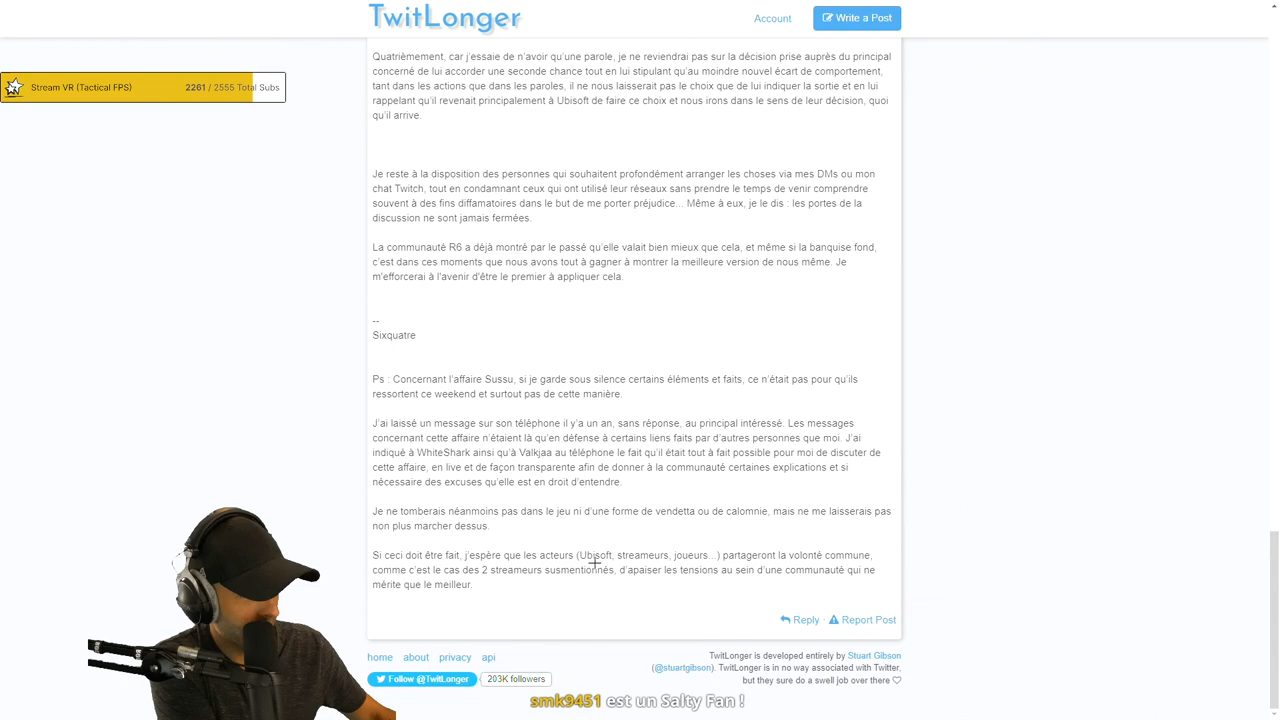 TwitLonger
Account
Write a Post
Quatrièmement, car j'essaie de n'avoir qu'une parole, je ne reviendrai pas sur la décision prise auprès du principal
concerné de lui accorder une seconde chance tout en lui stipulant qu'au moindre nouvel écart de comportement,
tant dans les actions que dans les paroles, il ne nous laisserait pas le choix que de lui indiquer la sortie et en lui
rappelant qu'il revenait principalement à Ubisoft de faire ce choix et nous irons dans le sens de leur décision, quoi
qu'il arrive.
Stream VR (Tactical FPS)
2261 / 2555 Total Subs
Je reste à la disposition des personnes qui souhaitent profondément arranger les choses via mes DMs ou mon
chat Twitch, tout en condamnant ceux qui ont utilisé leur réseaux sans prendre le temps de venir comprendre
souvent à des fins diffamatoires dans le but de me porter préjudice... Même à eux, je le dis : les portes de la
discussion ne sont jamais fermées.
La communauté R6 a déjà montré par le passé qu'elle valait bien mieux que cela, et même si la banquise fond,
c'est dans ces moments que nous avons tout à gagner à montrer la meilleure version de nous même. Je
m'efforcerai à l'avenir d'être le premier à appliquer cela.
--
Sixquatre
Ps : Concernant l'affaire Sussu, si je garde sous silence certains éléments et faits, ce n'était pas pour qu'ils
ressortent ce weekend et surtout pas de cette manière.
J'ai laissé un message sur son téléphone il y'a un an, sans réponse, au principal intéressé. Les messages
concernant cette affaire n'étaient là qu'en défense à certains liens faits par d'autres personnes que moi. J'ai
indiqué à WhiteShark ainsi qu'à Valkjaa au téléphone le fait qu'il était tout à fait possible pour moi de discuter de
cette affaire, en live et de façon transparente afin de donner à la communauté certaines explications et si
nécessaire des excuses qu'elle est en droit d'entendre.
Je ne tomberais néanmoins pas dans le jeu ni d'une forme de vendetta ou de calomnie, mais ne me laisserais pas
non plus marcher dessus.
Si ceci doit être fait, j'espère que les acteurs (Ubisoft, streameurs, joueurs...) partageront la volonté commune,
comme c'est le cas des 2 streameurs susmentionnés, d'apaiser les tensions au sein d'une communauté qui ne
mérite que le meilleur.
Reply · Report Post
home about privacy api
Follow @TwitLonger
203K followers
TwitLonger is developed entirely by Stuart Gibson
(@stuartgibson). TwitLonger is in no way associated with Twitter,
but they sure do a swell job over there
smk9451 est un Salty Fan !